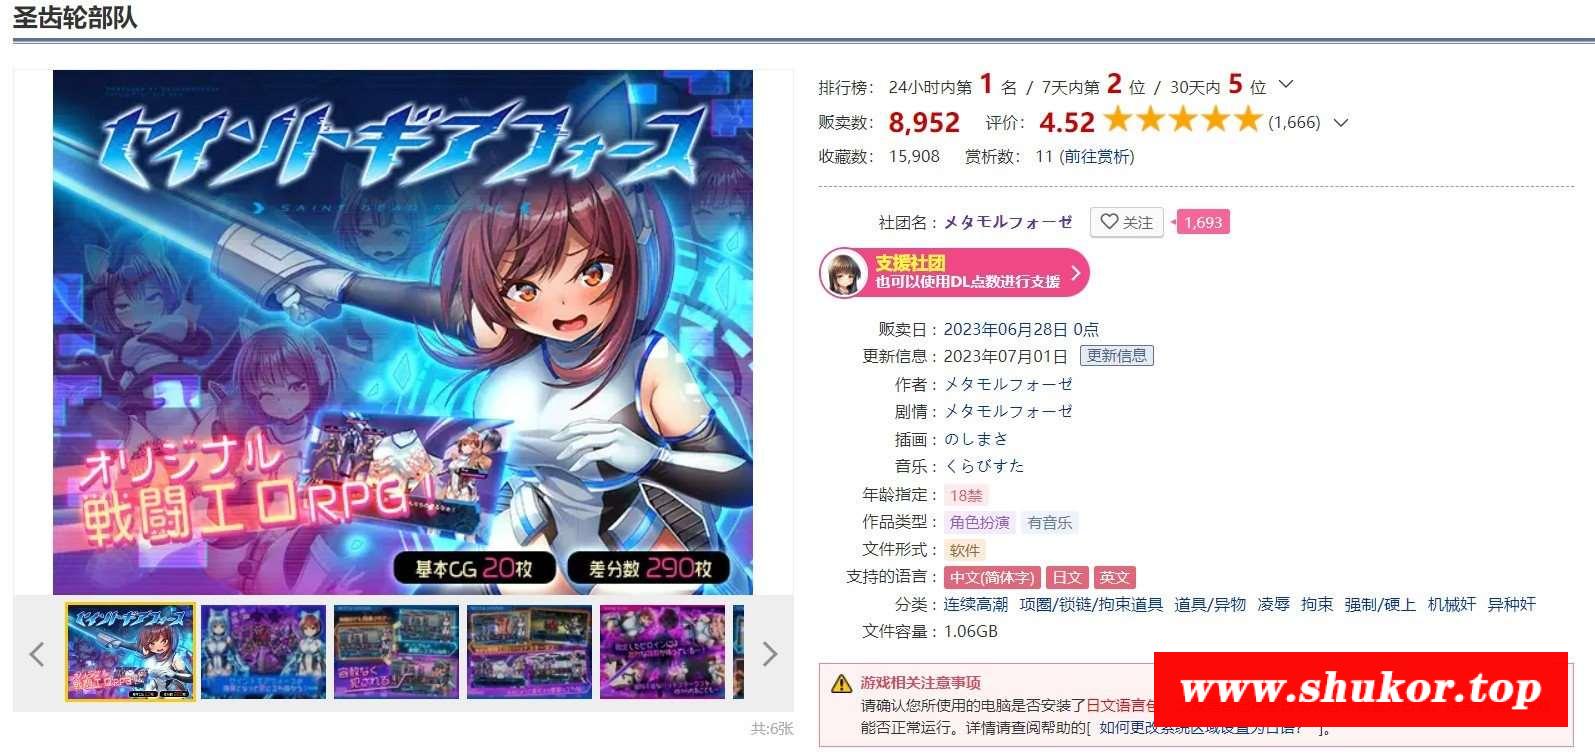 圣齿轮部队
セイントギアフォース
SAINT GEAR FORCE
オリジナル
戦闘エロRPG!
基本CG 20枚
差分数 290枚
共:6张
排行榜： 24小时内第 1 名 / 7天内第 2 位 / 30天内 5 位
贩卖数： 8,952 评价： 4.52 (1,666)
收藏数： 15,908 赏析数： 11 (前往赏析)
社团名 : メタモルフォーゼ 关注 1,693
支援社团
也可以使用DL点数进行支援
贩卖日 : 2023年06月28日 0点
更新信息 : 2023年07月01日 更新信息
作者 : メタモルフォーゼ
剧情 : メタモルフォーゼ
插画 : のしまさ
音乐 : くらびすた
年龄指定 : 18禁
作品类型 : 角色扮演 有音乐
文件形式 : 软件
支持的语言 : 中文(简体字) 日文 英文
分类 : 连续高潮 项圈/锁链/拘束道具 道具/异物 凌辱 拘束 强制/硬上 机械奸 异种奸
文件容量 : 1.06GB
游戏相关注意事项
请确认您所使用的电脑是否安装了日文语言
能否正常运行。详情请查阅帮助的[ 如何更改系统区域设置为日语？ ]。
www.shukor.top